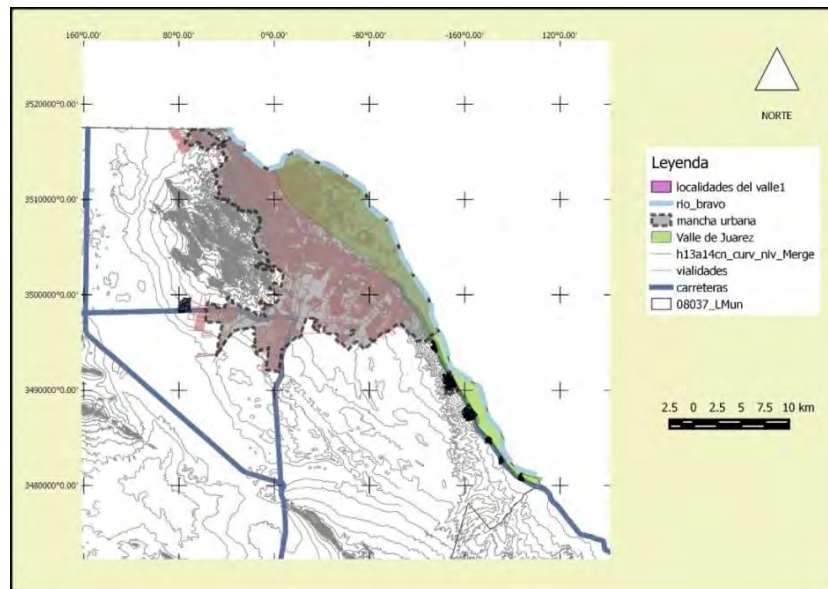 160°0.00' 80°0.00' 0°0.00' -80°0.00' -160°0.00' 120°0.00'
3520000°0.00'
NORTE
Leyenda
localidades del valle1
rio_bravo
mancha urbana
Valle de Juarez
h13a14cn_curv_nlv_Merge
vialidades
carreteras
08037_LMun
3510000°0.00'
3500000°0.00'
3490000°0.00'
2.5 0 2.5 5 7.5 10 km
3480000°0.00'